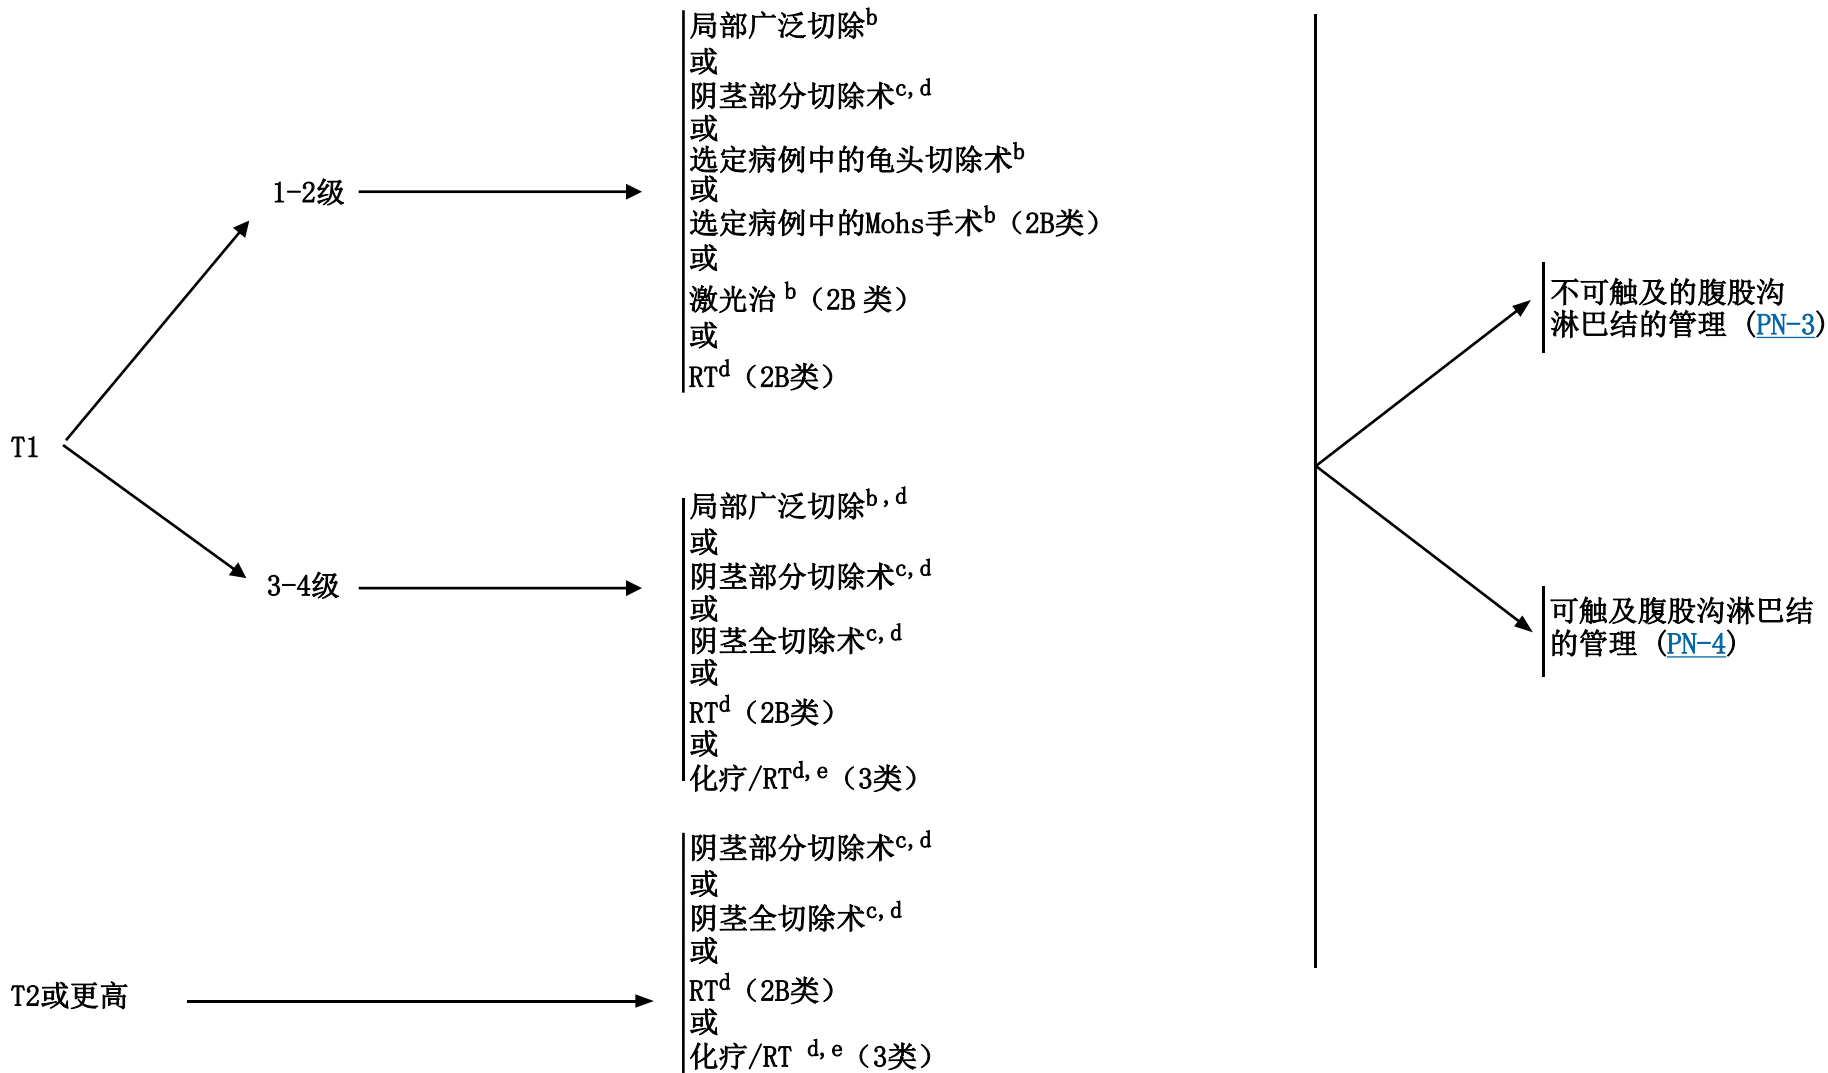 T1
1-2级
局部广泛切除b
或
阴茎部分切除术c, d
或
选定病例中的龟头切除术b
或
选定病例中的Mohs手术b（2B类）
或
激光治 b（2B 类）
或
RTd（2B类）
3-4级
局部广泛切除b,d
或
阴茎部分切除术c, d
或
阴茎全切除术c, d
或
RTd（2B类）
或
化疗/RTd, e（3类）
T2或更高
阴茎部分切除术c, d
或
阴茎全切除术c, d
或
RTd（2B类）
或
化疗/RT d, e（3类）
不可触及的腹股沟
淋巴结的管理 (PN-3)
可触及腹股沟淋巴结
的管理 (PN-4)